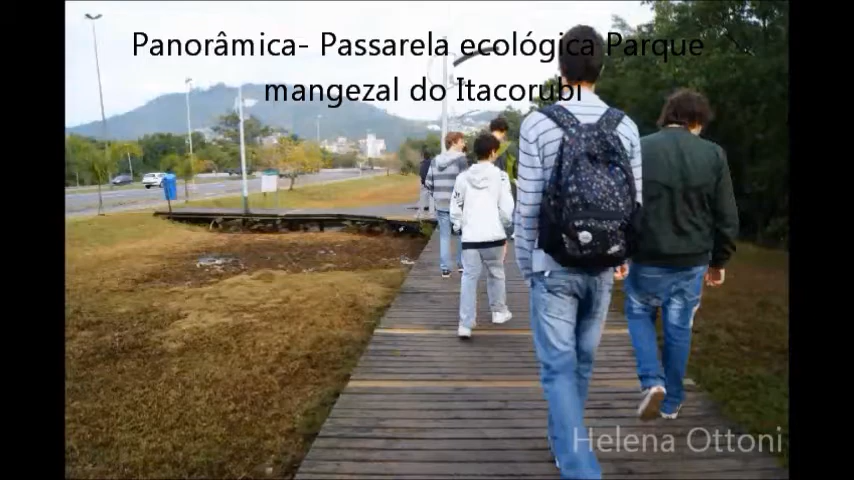 Panorâmica- Passarela ecológica Parque
mangezal do Itacorubi
Helena Ottoni